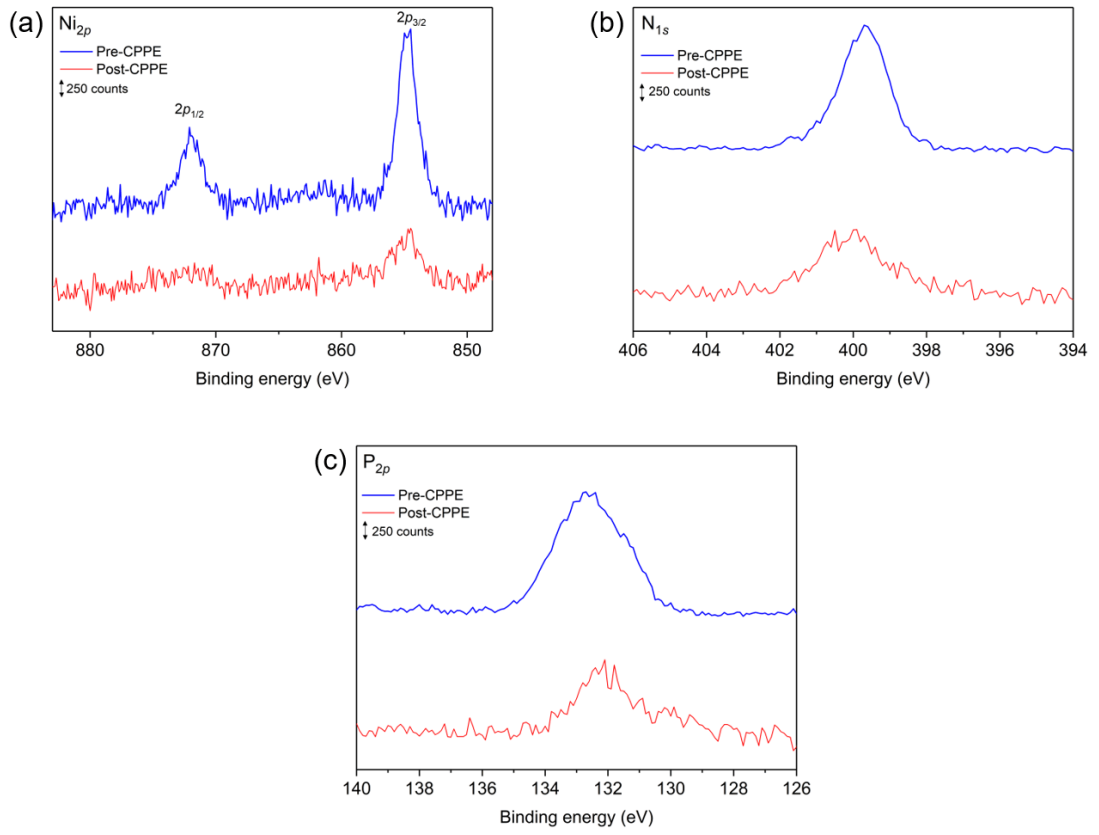 (a)
Ni2p
Pre-CPPE
Post-CPPE
250 counts
2p1/2
2p3/2
880 870 860 850
Binding energy (eV)
(b)
N1s
Pre-CPPE
Post-CPPE
250 counts
406 404 402 400 398 396 394
Binding energy (eV)
(c)
P2p
Pre-CPPE
Post-CPPE
250 counts
140 138 136 134 132 130 128 126
Binding energy (eV)